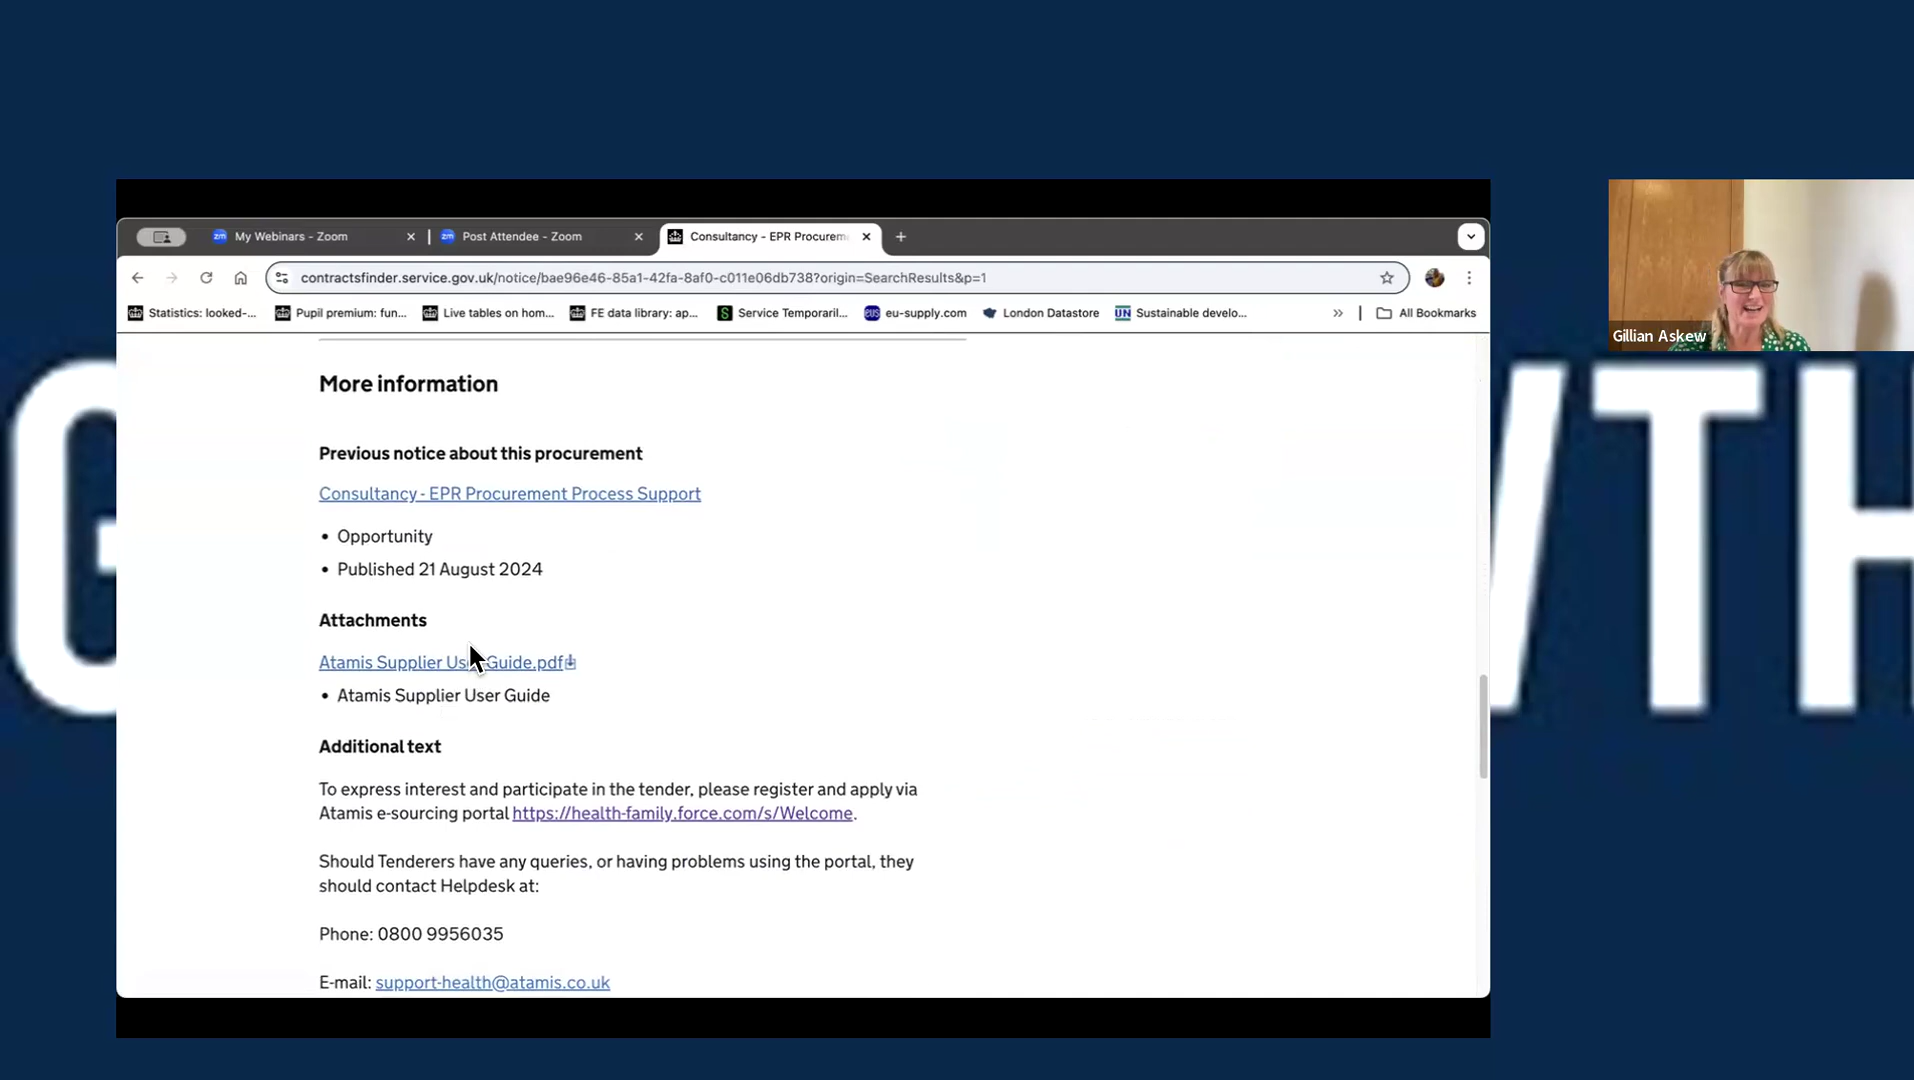 My Webinars - Zoom
Post Attendee - Zoom
Consultancy - EPR Procurem
contractsfinder.service.gov.uk/notice/bae96e46-85a1-42fa-8af0-c011e06db738?origin=SearchResults&p=1
Statistics: looked-...
Pupil premium: fun...
Live tables on hom...
FE data library: ap...
Service Temporaril...
eu-supply.com
London Datastore
Sustainable develo...
All Bookmarks
Gillian Askew
More information
Previous notice about this procurement
Consultancy - EPR Procurement Process Support
• Opportunity
• Published 21 August 2024
Attachments
Atamis Supplier User Guide.pdf
• Atamis Supplier User Guide
Additional text
To express interest and participate in the tender, please register and apply via
Atamis e-sourcing portal https://health-family.force.com/s/Welcome.
Should Tenderers have any queries, or having problems using the portal, they
should contact Helpdesk at:
Phone: 0800 9956035
E-mail: support-health@atamis.co.uk
G
TH